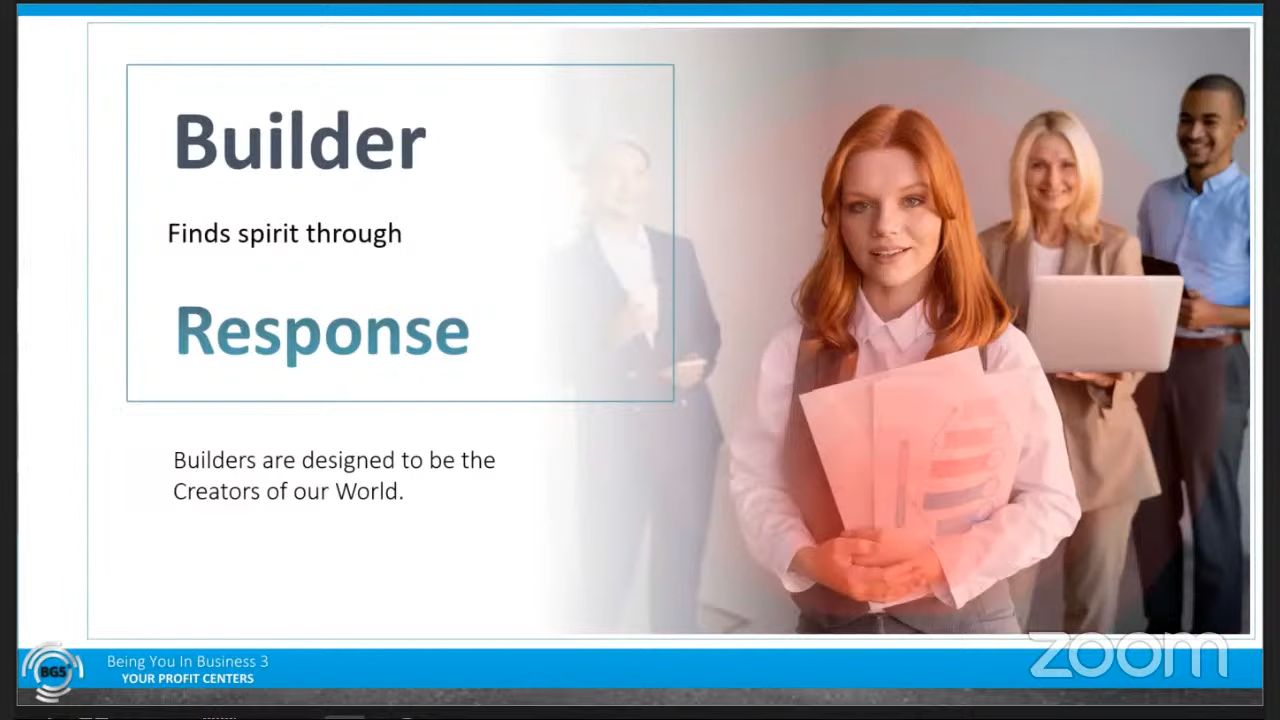 Builder
Finds spirit through
Response
Builders are designed to be the
Creators of our World.
BG5
Being You In Business 3
YOUR PROFIT CENTERS
zoom